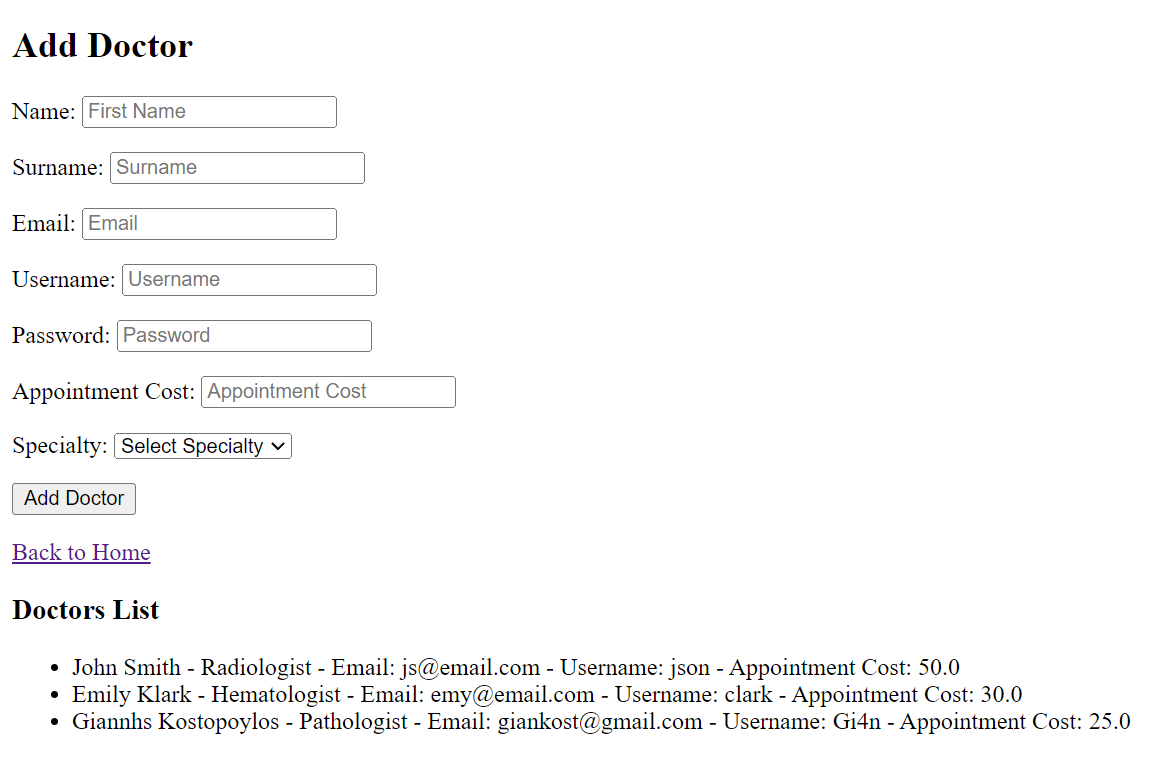 Add Doctor
Name: First Name
Surname: Surname
Email: Email
Username: Username
Password: Password
Appointment Cost: Appointment Cost
Specialty: Select Specialty
Add Doctor
Back to Home
Doctors List
• John Smith - Radiologist - Email: js@email.com - Username: json - Appointment Cost: 50.0
• Emily Klark - Hematologist - Email: emy@email.com - Username: clark - Appointment Cost: 30.0
• Giannhs Kostopoylos - Pathologist - Email: giankost@gmail.com - Username: Gi4n - Appointment Cost: 25.0